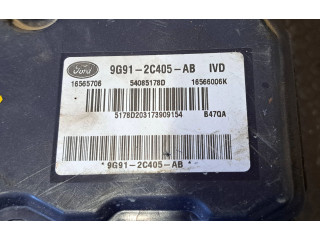 Ford
9G91-2C405-AB IVD
16565706 54085178D 16566006K
5178D203173909154 B47QA
*9G91-2C405-AB*